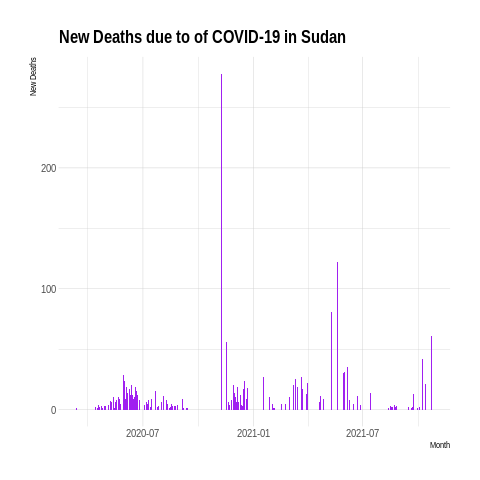 New Deaths due to of COVID-19 in Sudan
New Deaths
200
100
0
2020-07 2021-01 2021-07
Month